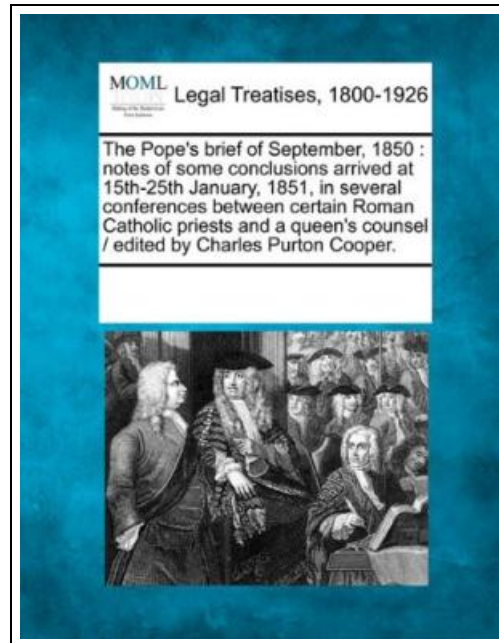 MOML
Legal Treatises, 1800-1926
The Pope's brief of September, 1850 :
notes of some conclusions arrived at
15th-25th January, 1851, in several
conferences between certain Roman
Catholic priests and a queen's counsel
/ edited by Charles Purton Cooper.